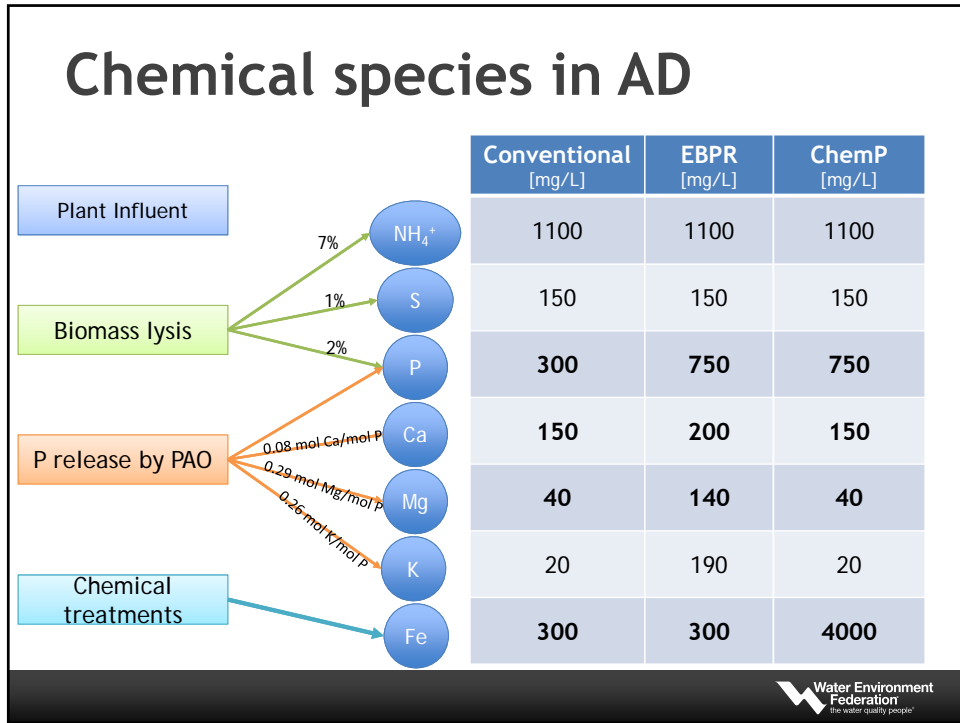 Chemical species in AD
Conventional EBPR ChemP
[mg/L] [mg/L] [mg/L]
Plant Influent
Biomass lysis
P release by PAO
Chemical
treatments
7%
1%
2%
0.08 mol Ca/mol P
0.29 mol Mg/mol P
0.26 mol K/mol P
NH₄⁺ 1100 1100 1100
S 150 150 150
P 300 750 750
Ca 150 200 150
Mg 40 140 40
K 20 190 20
Fe 300 300 4000
Water Environment
Federation
the water quality people®